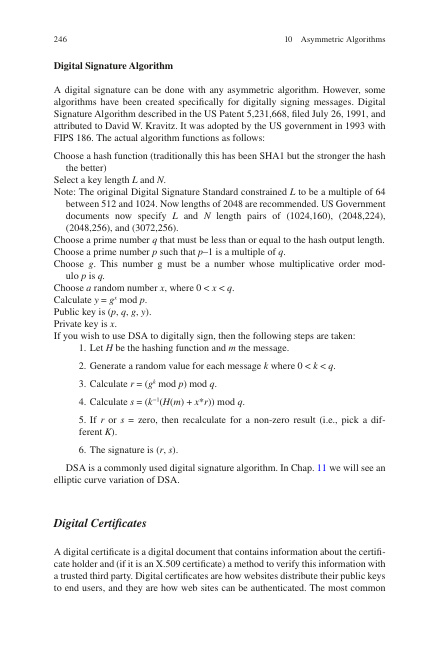 246
10 Asymmetric Algorithms
Digital Signature Algorithm
A digital signature can be done with any asymmetric algorithm. However, some
algorithms have been created specifically for digitally signing messages. Digital
Signature Algorithm described in the US Patent 5,231,668, filed July 26, 1991, and
attributed to David W. Kravitz. It was adopted by the US government in 1993 with
FIPS 186. The actual algorithm functions as follows:
Choose a hash function (traditionally this has been SHA1 but the stronger the hash
the better)
Select a key length L and N.
Note: The original Digital Signature Standard constrained L to be a multiple of 64
between 512 and 1024. Now lengths of 2048 are recommended. US Government
documents now specify L and N length pairs of (1024,160), (2048,224),
(2048,256), and (3072,256).
Choose a prime number q that must be less than or equal to the hash output length.
Choose a prime number p such that p−1 is a multiple of q.
Choose g. This number g must be a number whose multiplicative order mod-
ulo p is q.
Choose a random number x, where 0 < x < q.
Calculate y = gˣ mod p.
Public key is (p, q, g, y).
Private key is x.
If you wish to use DSA to digitally sign, then the following steps are taken:
1. Let H be the hashing function and m the message.
2. Generate a random value for each message k where 0 < k < q.
3. Calculate r = (gᵏ mod p) mod q.
4. Calculate s = (k⁻¹(H(m) + x*r)) mod q.
5. If r or s = zero, then recalculate for a non-zero result (i.e., pick a dif-
ferent K).
6. The signature is (r, s).
DSA is a commonly used digital signature algorithm. In Chap. 11 we will see an
elliptic curve variation of DSA.
Digital Certificates
A digital certificate is a digital document that contains information about the certifi-
cate holder and (if it is an X.509 certificate) a method to verify this information with
a trusted third party. Digital certificates are how websites distribute their public keys
to end users, and they are how web sites can be authenticated. The most common